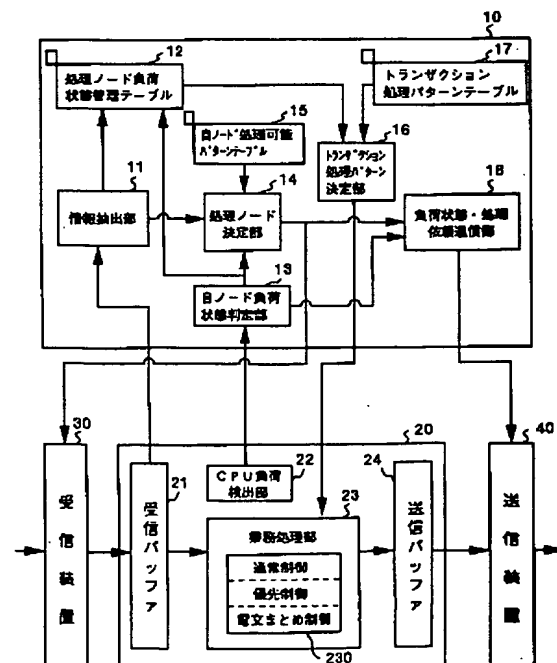 10
12
処理ノード負荷
状態管理テーブル
17
トランザクション
処理パターンテーブル
15
自ノード処理可能
パターンテーブル
16
トランザクション
処理パターン
決定部
11
情報抽出部
14
処理ノード
決定部
18
負荷状態・処理
依頼通信部
13
自ノード負荷
状態判定部
30
受信装置
20
40
送信装置
21
受信バッファ
22
CPU負荷
検出部
24
送信バッファ
23
業務処理部
通常制御
優先制御
電文まとめ制御
230